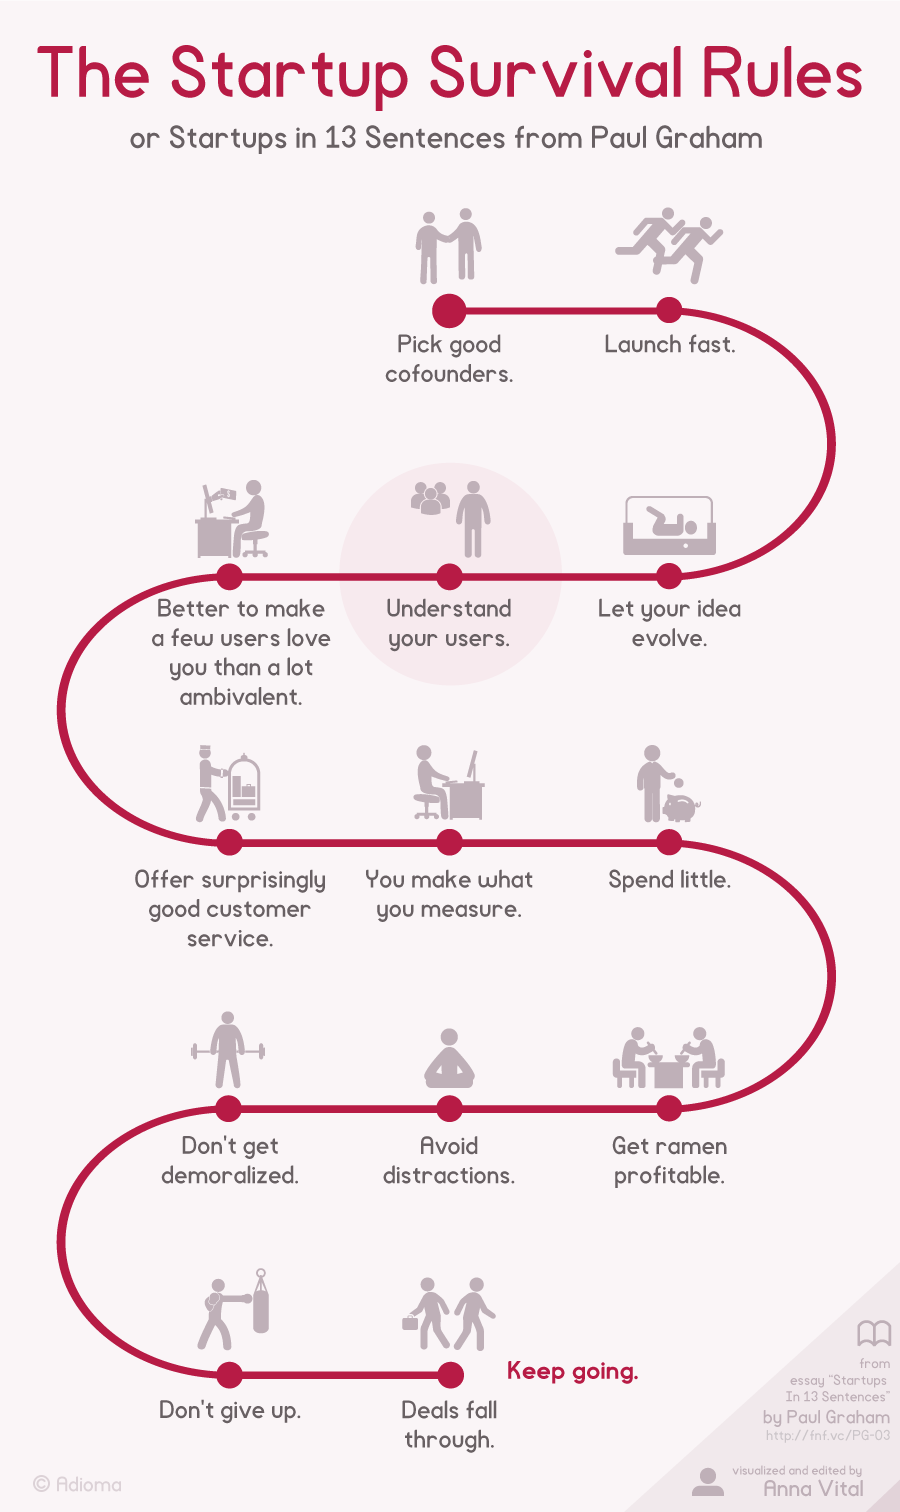 The Startup Survival Rules
or Startups in 13 Sentences from Paul Graham
Pick good
cofounders.
Launch fast.
Let your idea
evolve.
Understand
your users.
Better to make
a few users love
you than a lot
ambivalent.
Offer surprisingly
good customer
service.
You make what
you measure.
Spend little.
Get ramen
profitable.
Avoid
distractions.
Don't get
demoralized.
Don't give up.
Deals fall
through.
Keep going.
from
essay "Startups
In 13 Sentences"
by Paul Graham
http://fnf.vc/PG-03
visualized and edited by
Anna Vital
© Adioma